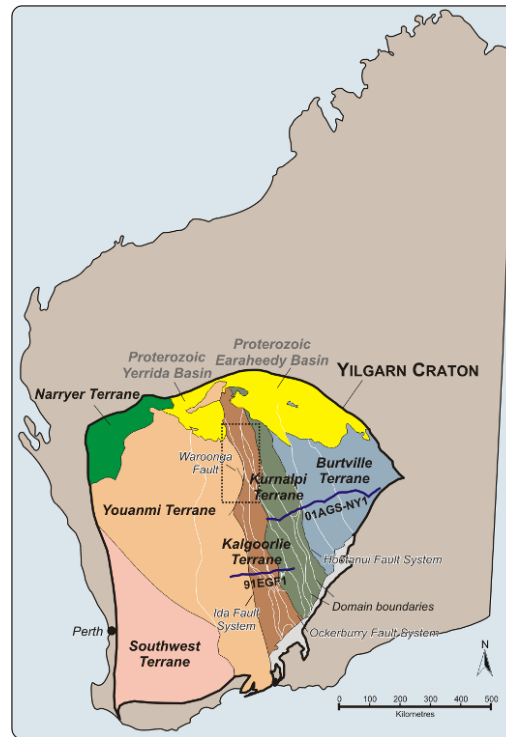 Proterozoic
Earaheedy Basin
Proterozoic
Yerrida Basin
YILGARN CRATON
Narryer Terrane
Waroonga
Fault
Burtville
Terrane
Kurnalpi
Terrane
Youanmi Terrane
01AGS-NY1
Kalgoorlie
Terrane
Hootanui Fault System
91EGF1
Ida Fault
System
Domain boundaries
Perth
Ockerburry Fault System
Southwest
Terrane
N
0 100 200 300 400 500
Kilometres